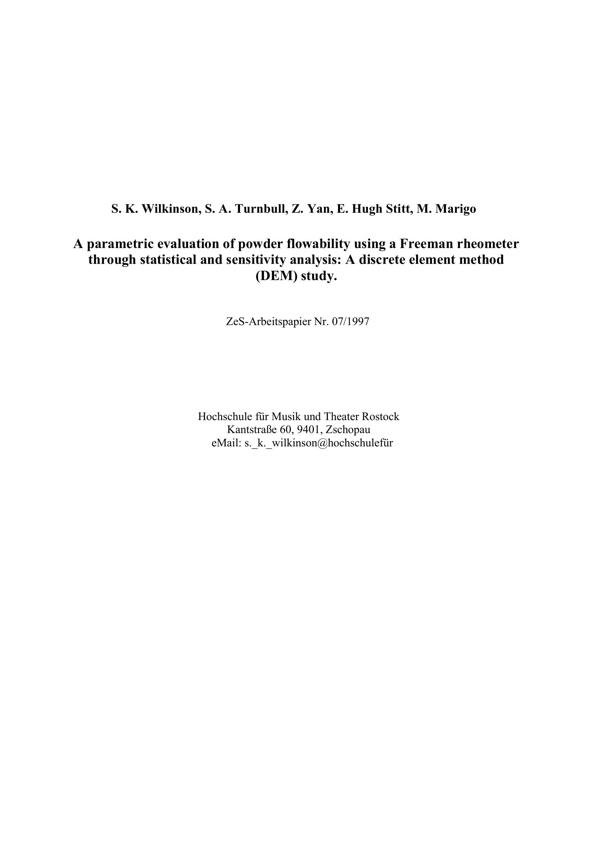 S. K. Wilkinson, S. A. Turnbull, Z. Yan, E. Hugh Stitt, M. Marigo
A parametric evaluation of powder flowability using a Freeman rheometer
through statistical and sensitivity analysis: A discrete element method
(DEM) study.
ZeS-Arbeitspapier Nr. 07/1997
Hochschule für Musik und Theater Rostock
Kantstraße 60, 9401, Zschopau
eMail: s._k._wilkinson@hochschulefür